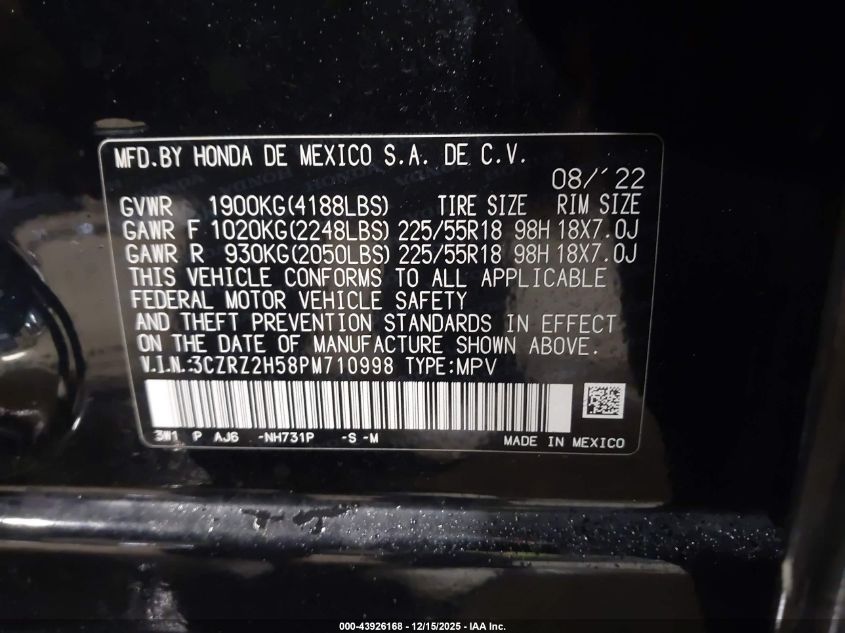 MFD.BY HONDA DE MEXICO S.A. DE C.V.
08/'22
GVWR 1900KG(4188LBS) TIRE SIZE RIM SIZE
GAWR F 1020KG(2248LBS) 225/55R18 98H 18X7.0J
GAWR R 930KG(2050LBS) 225/55R18 98H 18X7.0J
THIS VEHICLE CONFORMS TO ALL APPLICABLE
FEDERAL MOTOR VEHICLE SAFETY
AND THEFT PREVENTION STANDARDS IN EFFECT
ON THE DATE OF MANUFACTURE SHOWN ABOVE.
V.I.N.:3CZRZ2H58PM710998 TYPE:MPV
3W1 P AJ6 -NH731P -S -M MADE IN MEXICO
000-43926168 - 12/15/2025 - IAA Inc.